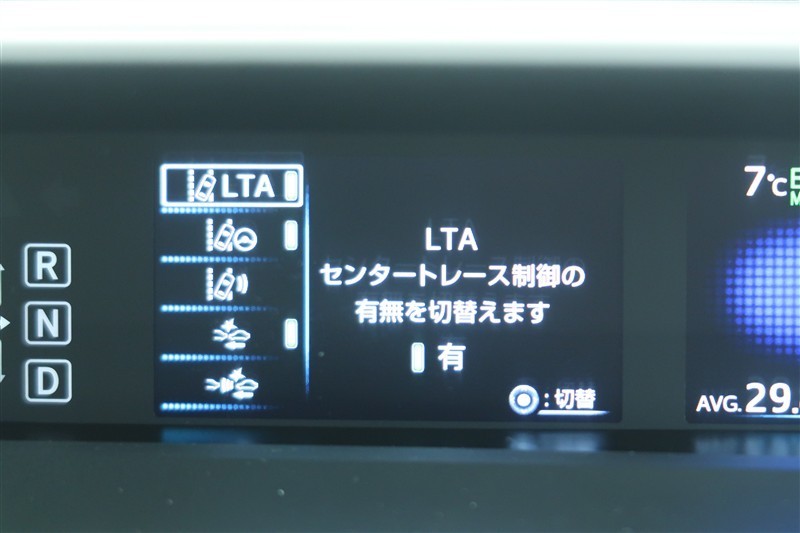 LTA
R
N
D
LTA
センタートレース制御の
有無を切替えます
有
:切替
7℃
AVG. 29.